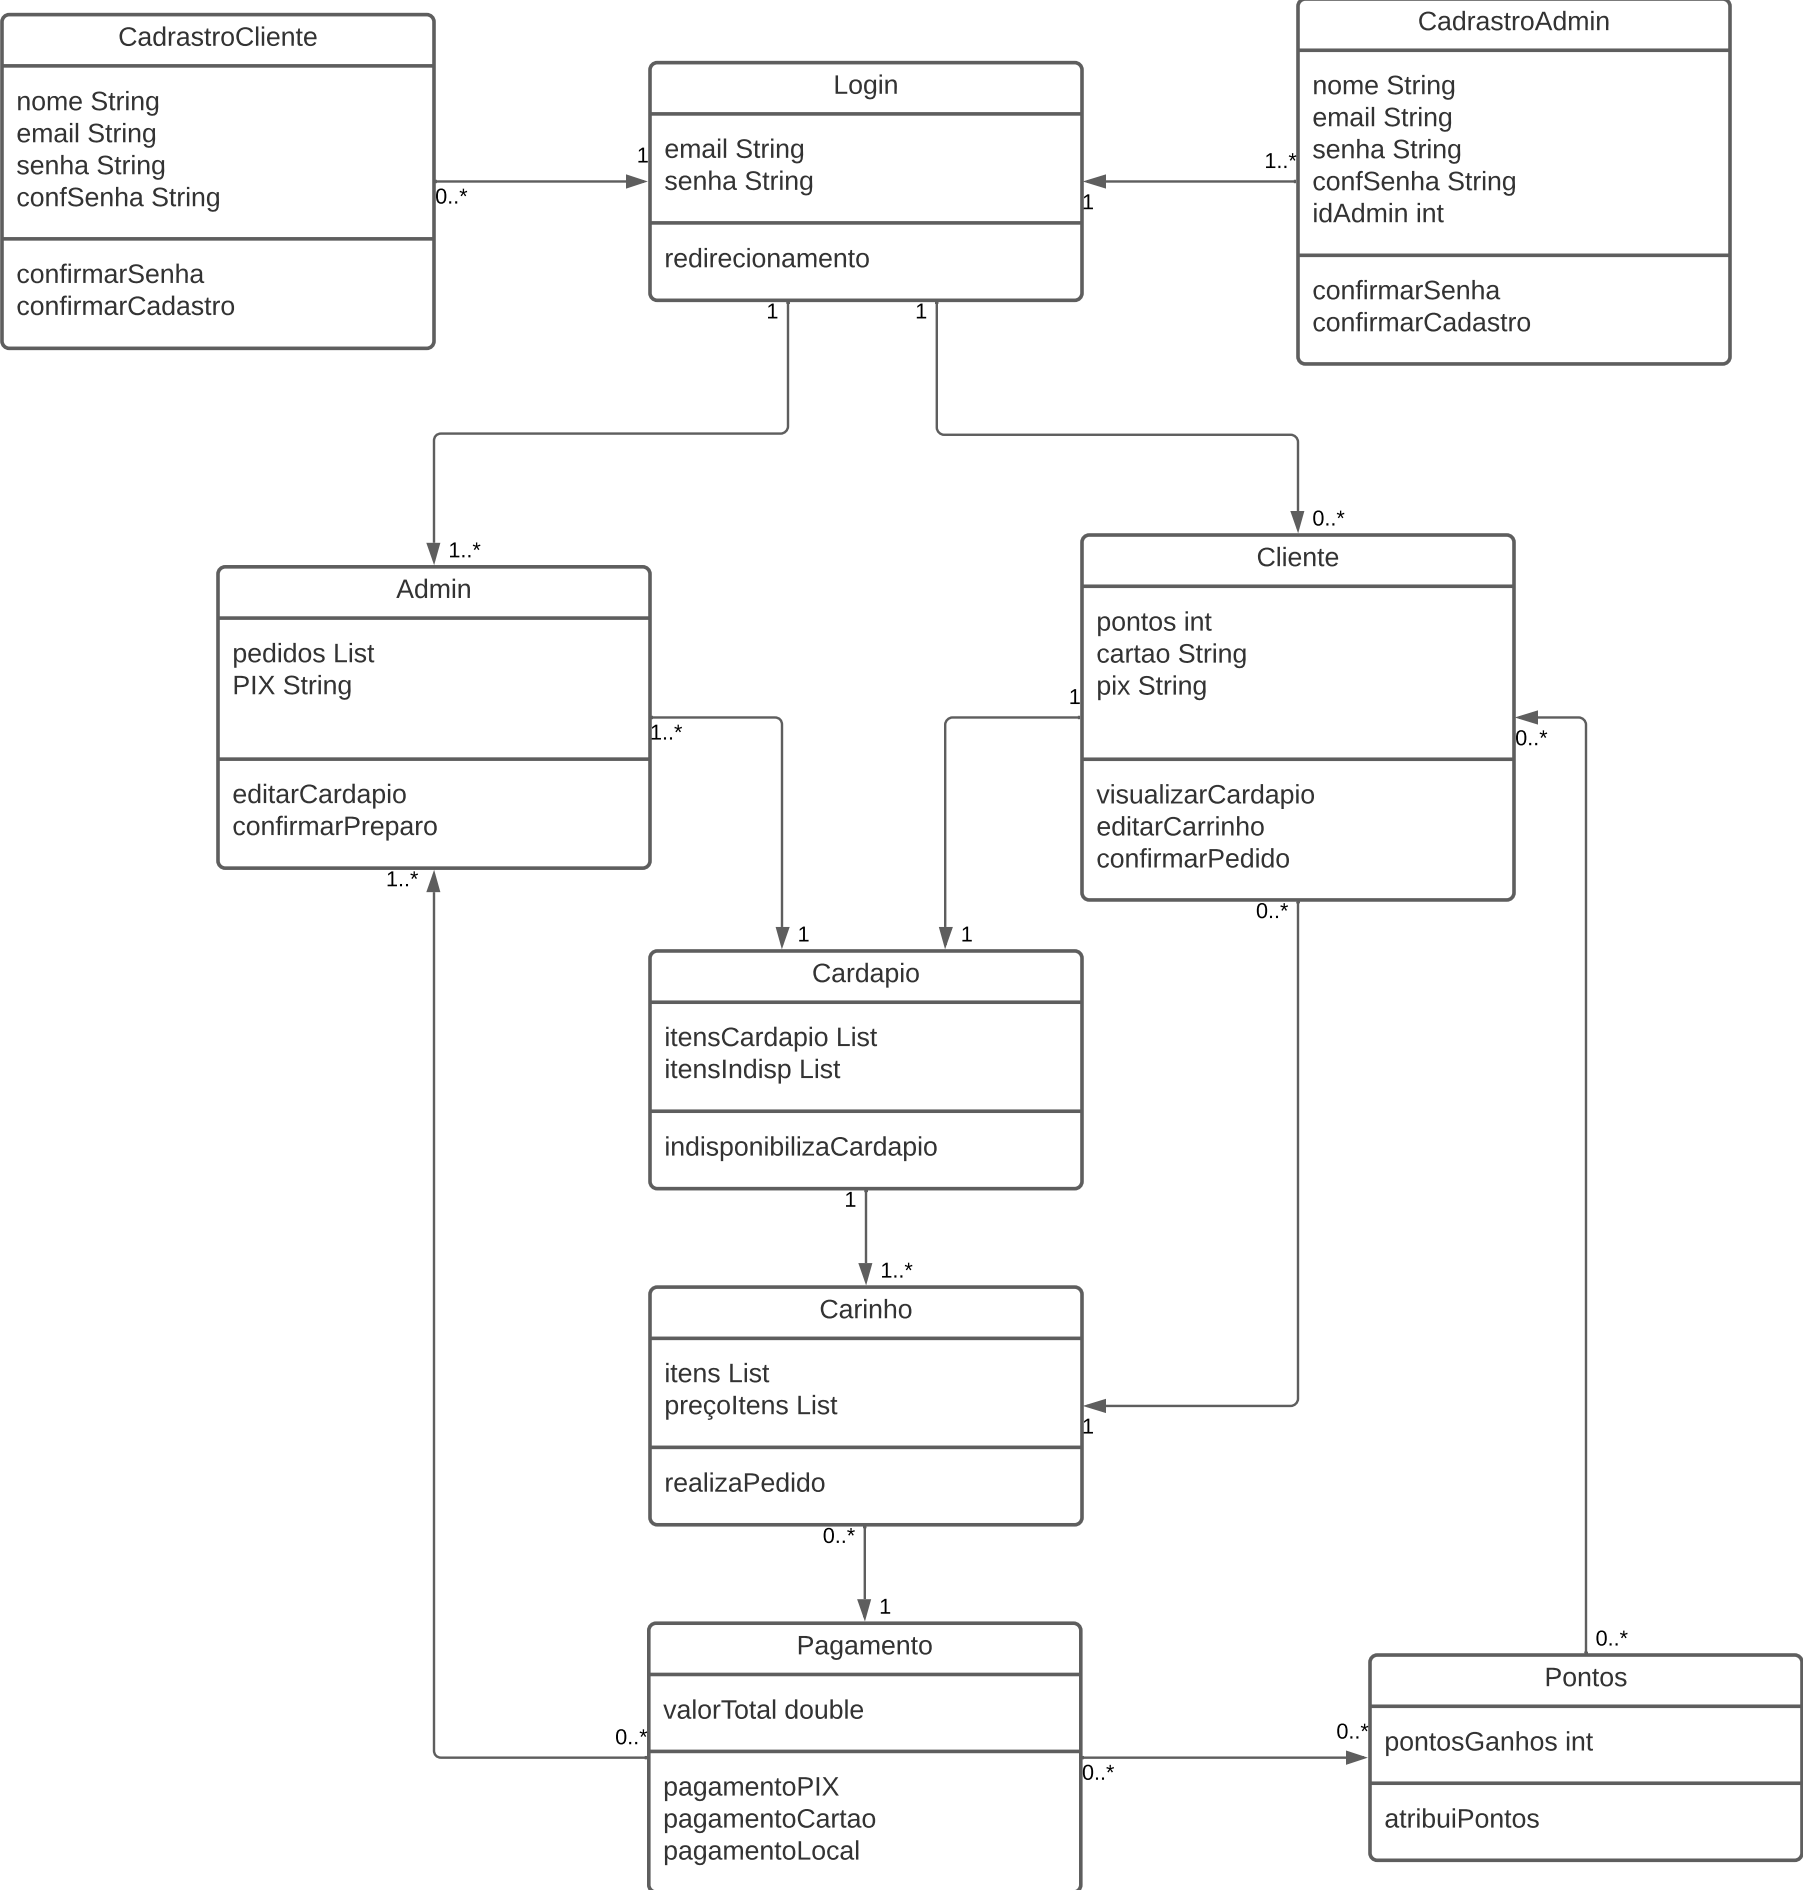 CadrastroCliente
nome String
email String
senha String
confSenha String
confirmarSenha
confirmarCadastro
0..*
1
Login
email String
senha String
redirecionamento
1
1
1
1..*
CadrastroAdmin
nome String
email String
senha String
confSenha String
idAdmin int
confirmarSenha
confirmarCadastro
1..*
Admin
pedidos List
PIX String
editarCardapio
confirmarPreparo
1..*
1..*
0..*
Cliente
pontos int
cartao String
pix String
visualizarCardapio
editarCarrinho
confirmarPedido
1
0..*
0..*
1
1
Cardapio
itensCardapio List
itensIndisp List
indisponibilizaCardapio
1
1..*
Carinho
itens List
preçoItens List
realizaPedido
1
0..*
1
Pagamento
valorTotal double
pagamentoPIX
pagamentoCartao
pagamentoLocal
0..*
0..*
0..*
0..*
Pontos
pontosGanhos int
atribuiPontos